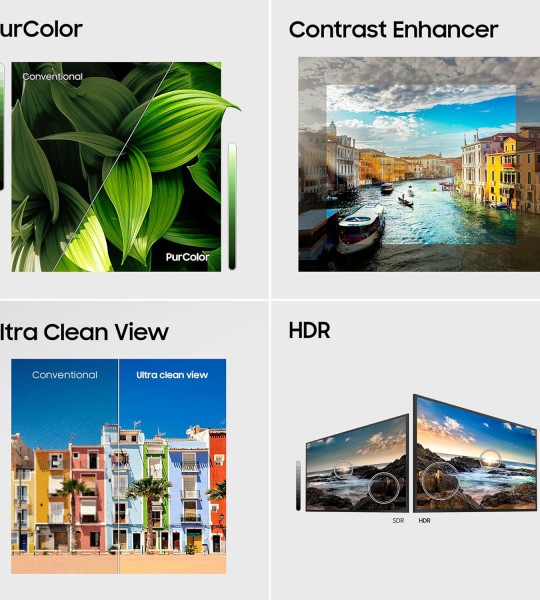 urColor
Conventional
PurColor
Contrast Enhancer
ltra Clean View
Conventional
Ultra clean view
HDR
SDR
HDR